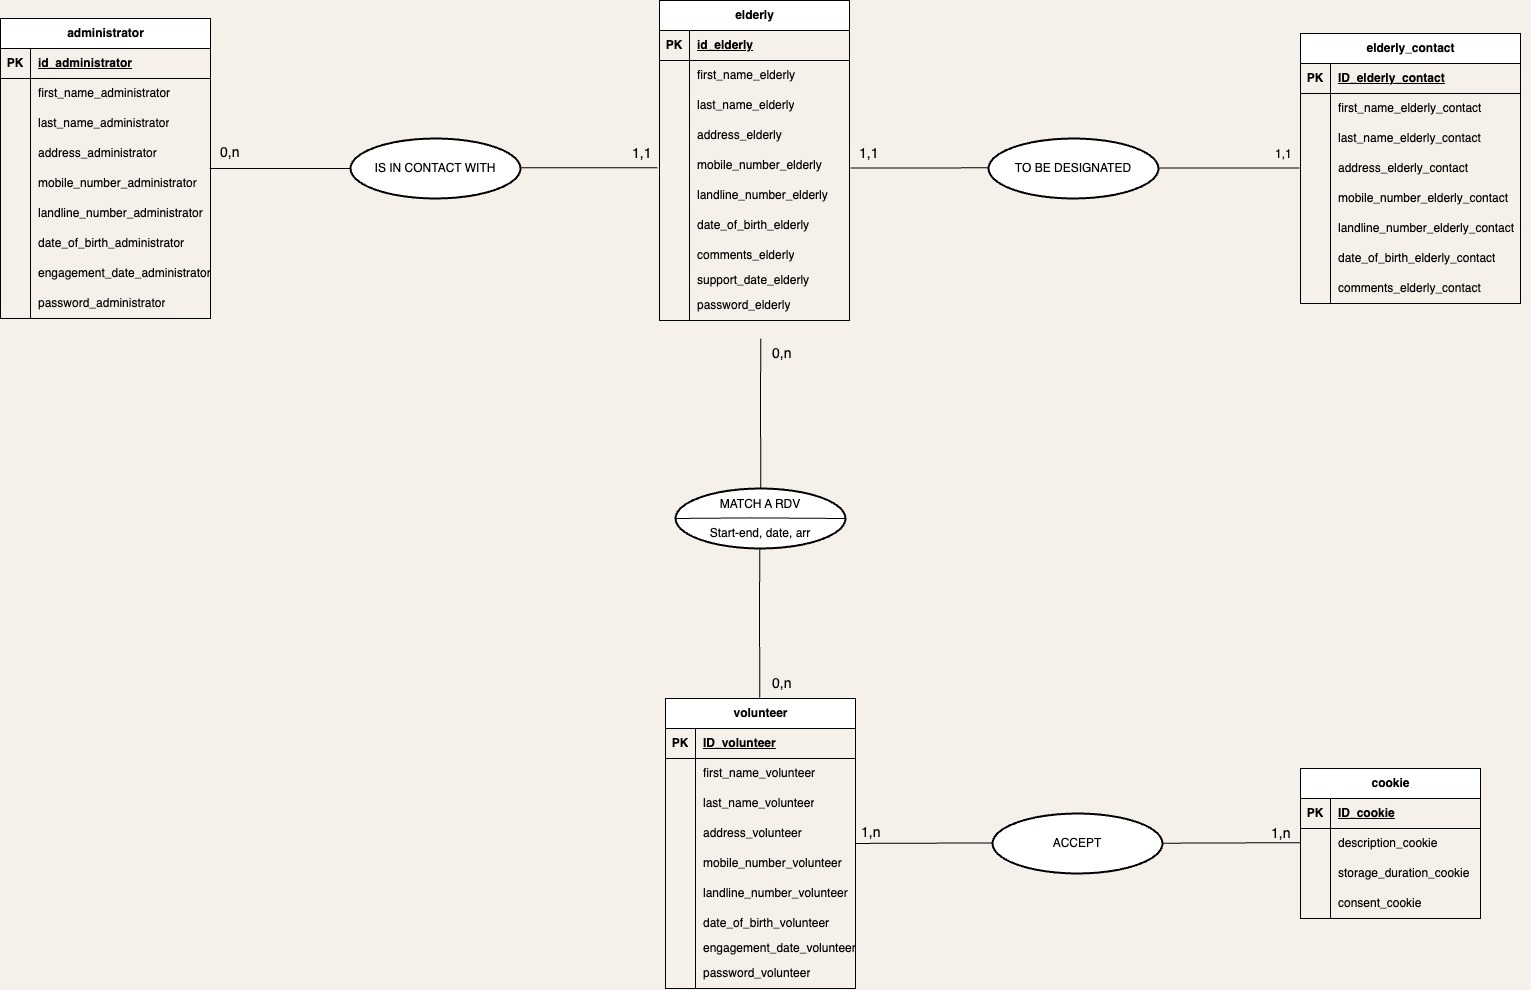 administrator
PK id_administrator
first_name_administrator
last_name_administrator
address_administrator
mobile_number_administrator
landline_number_administrator
date_of_birth_administrator
engagement_date_administrator
password_administrator
0,n
IS IN CONTACT WITH
1,1
elderly
PK id_elderly
first_name_elderly
last_name_elderly
address_elderly
mobile_number_elderly
landline_number_elderly
date_of_birth_elderly
comments_elderly
support_date_elderly
password_elderly
1,1
TO BE DESIGNATED
1,1
elderly_contact
PK ID_elderly_contact
first_name_elderly_contact
last_name_elderly_contact
address_elderly_contact
mobile_number_elderly_contact
landline_number_elderly_contact
date_of_birth_elderly_contact
comments_elderly_contact
0,n
MATCH A RDV
Start-end, date, arr
0,n
volunteer
PK ID_volunteer
first_name_volunteer
last_name_volunteer
address_volunteer
mobile_number_volunteer
landline_number_volunteer
date_of_birth_volunteer
engagement_date_volunteer
password_volunteer
1,n
ACCEPT
1,n
cookie
PK ID_cookie
description_cookie
storage_duration_cookie
consent_cookie